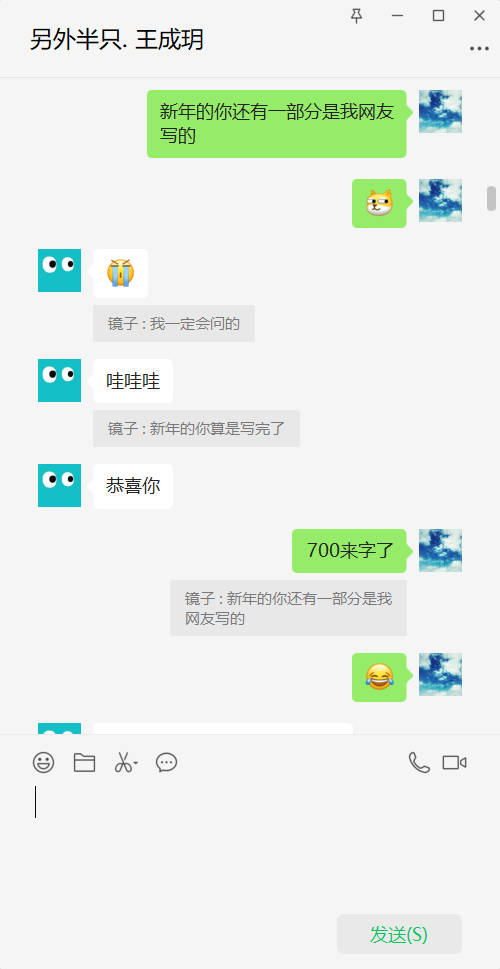 另外半只. 王成玥
新年的你还有一部分是我网友
写的
镜子 : 我一定会问的
哇哇哇
镜子 : 新年的你算是写完了
恭喜你
700来字了
镜子 : 新年的你还有一部分是我
网友写的
发送(S)